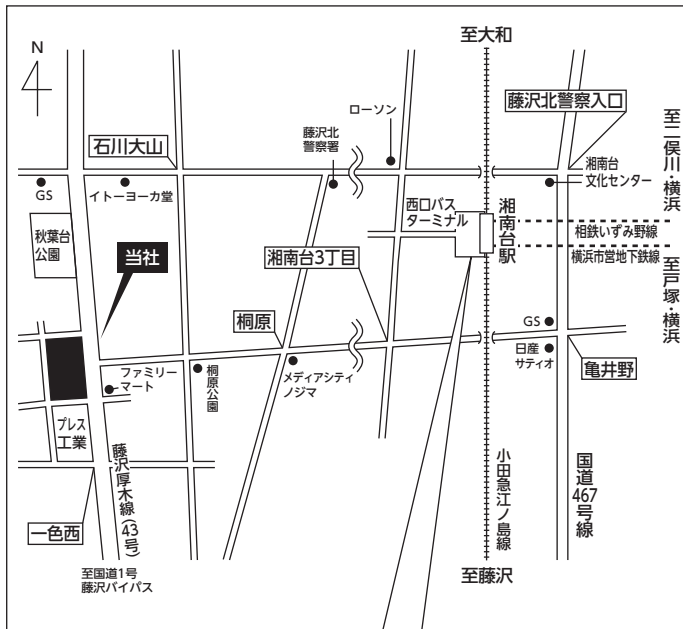 至大和
N
ローソン
藤沢北警察入口
至二俣川・横浜
石川大山
藤沢北
警察署
湘南台
文化センター
GS
イトーヨーカ堂
西口バス
ターミナル
湘南台駅
秋葉台
公園
相鉄いずみ野線
当社
湘南台3丁目
横浜市営地下鉄線
至戸塚・横浜
桐原
GS
日産
サティオ
亀井野
ファミリー
マート
桐原公園
メディアシティ
ノジマ
プレス
工業
藤沢厚木線(43号)
小田急江ノ島線
国道467号線
一色西
至国道1号
藤沢バイパス
至藤沢